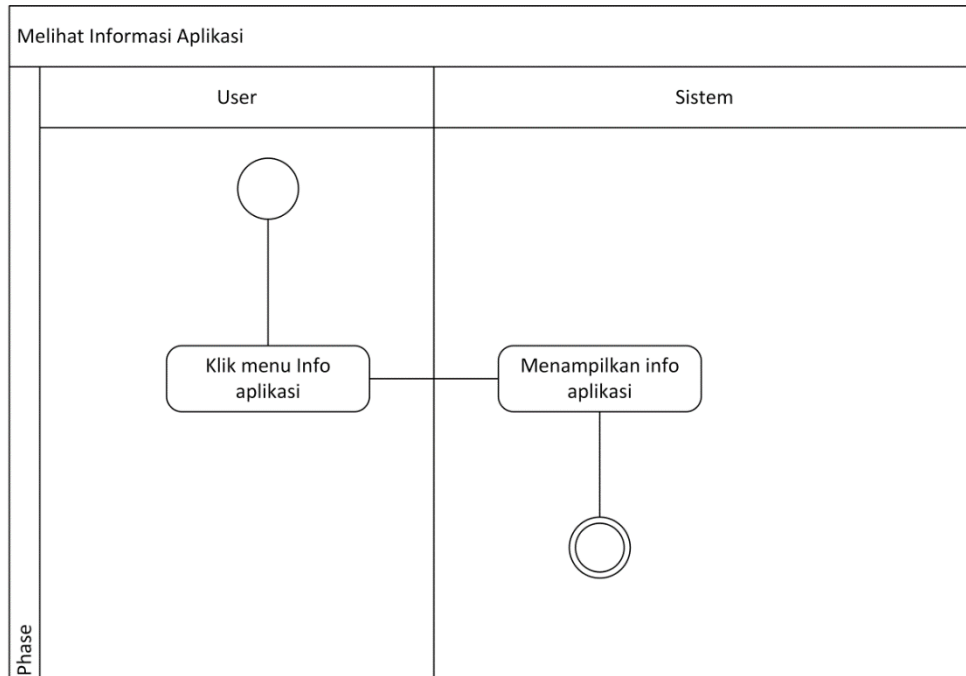 Melihat Informasi Aplikasi
User
Sistem
Klik menu Info
aplikasi
Menampilkan info
aplikasi
Phase